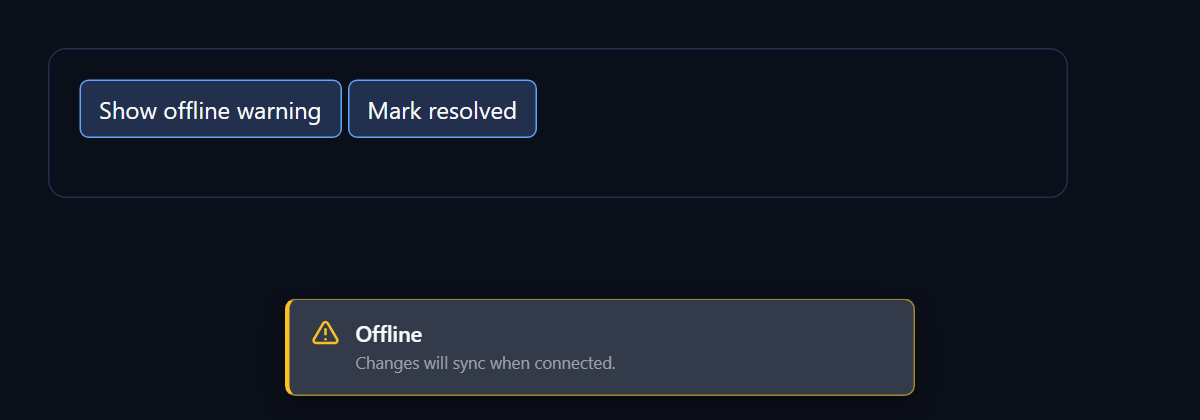 Show offline warning
Mark resolved
Offline
Changes will sync when connected.